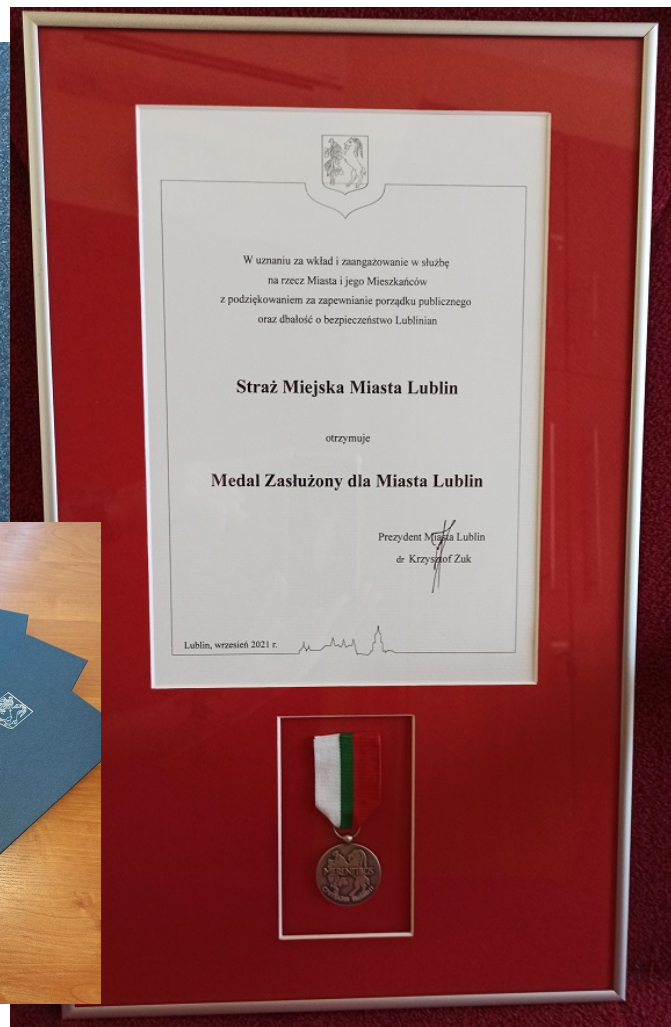 W uznaniu za wkład i zaangażowanie w służbę
na rzecz Miasta i jego Mieszkańców
z podziękowaniem za zapewnianie porządku publicznego
oraz dbałość o bezpieczeństwo Lublinian
Straż Miejska Miasta Lublin
otrzymuje
Medal Zasłużony dla Miasta Lublin
Prezydent Miasta Lublin
dr Krzysztof Żuk
Lublin, wrzesień 2021 r.
MERENTIBUS